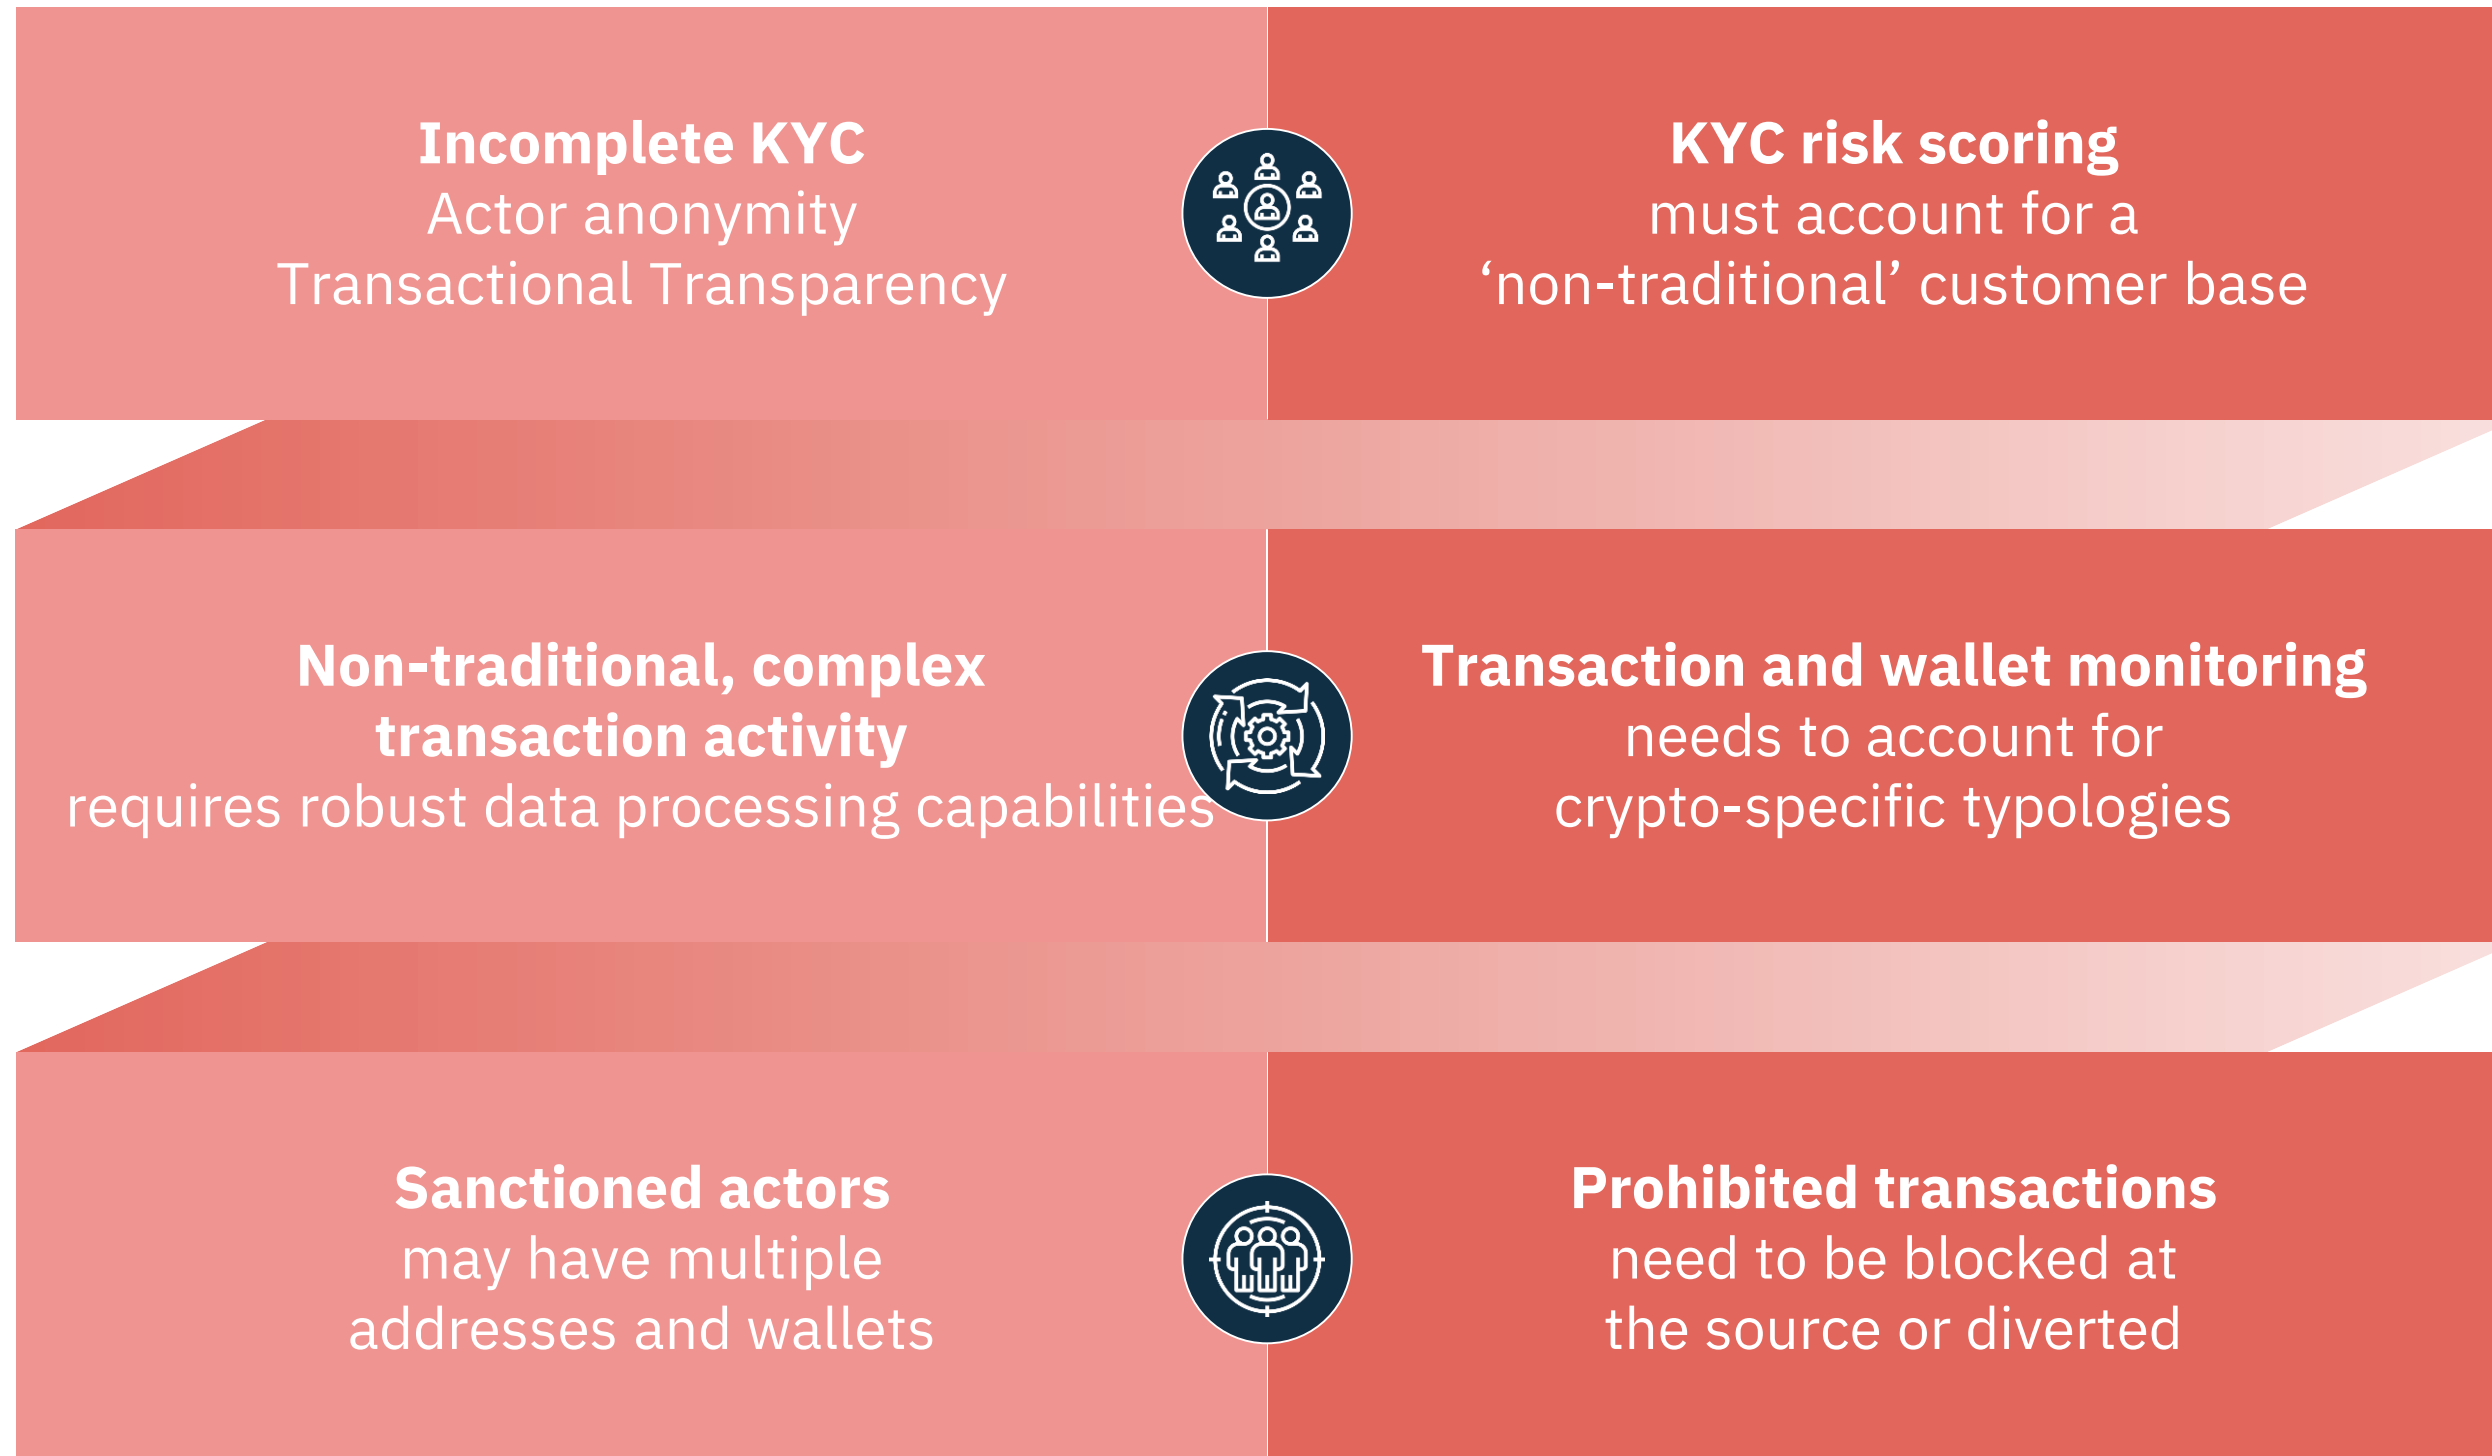 Incomplete KYC
Actor anonymity
Transactional Transparency
KYC risk scoring
must account for a
‘non-traditional’ customer base
Non-traditional, complex
transaction activity
requires robust data processing capabilities
Transaction and wallet monitoring
needs to account for
crypto-specific typologies
Sanctioned actors
may have multiple
addresses and wallets
Prohibited transactions
need to be blocked at
the source or diverted